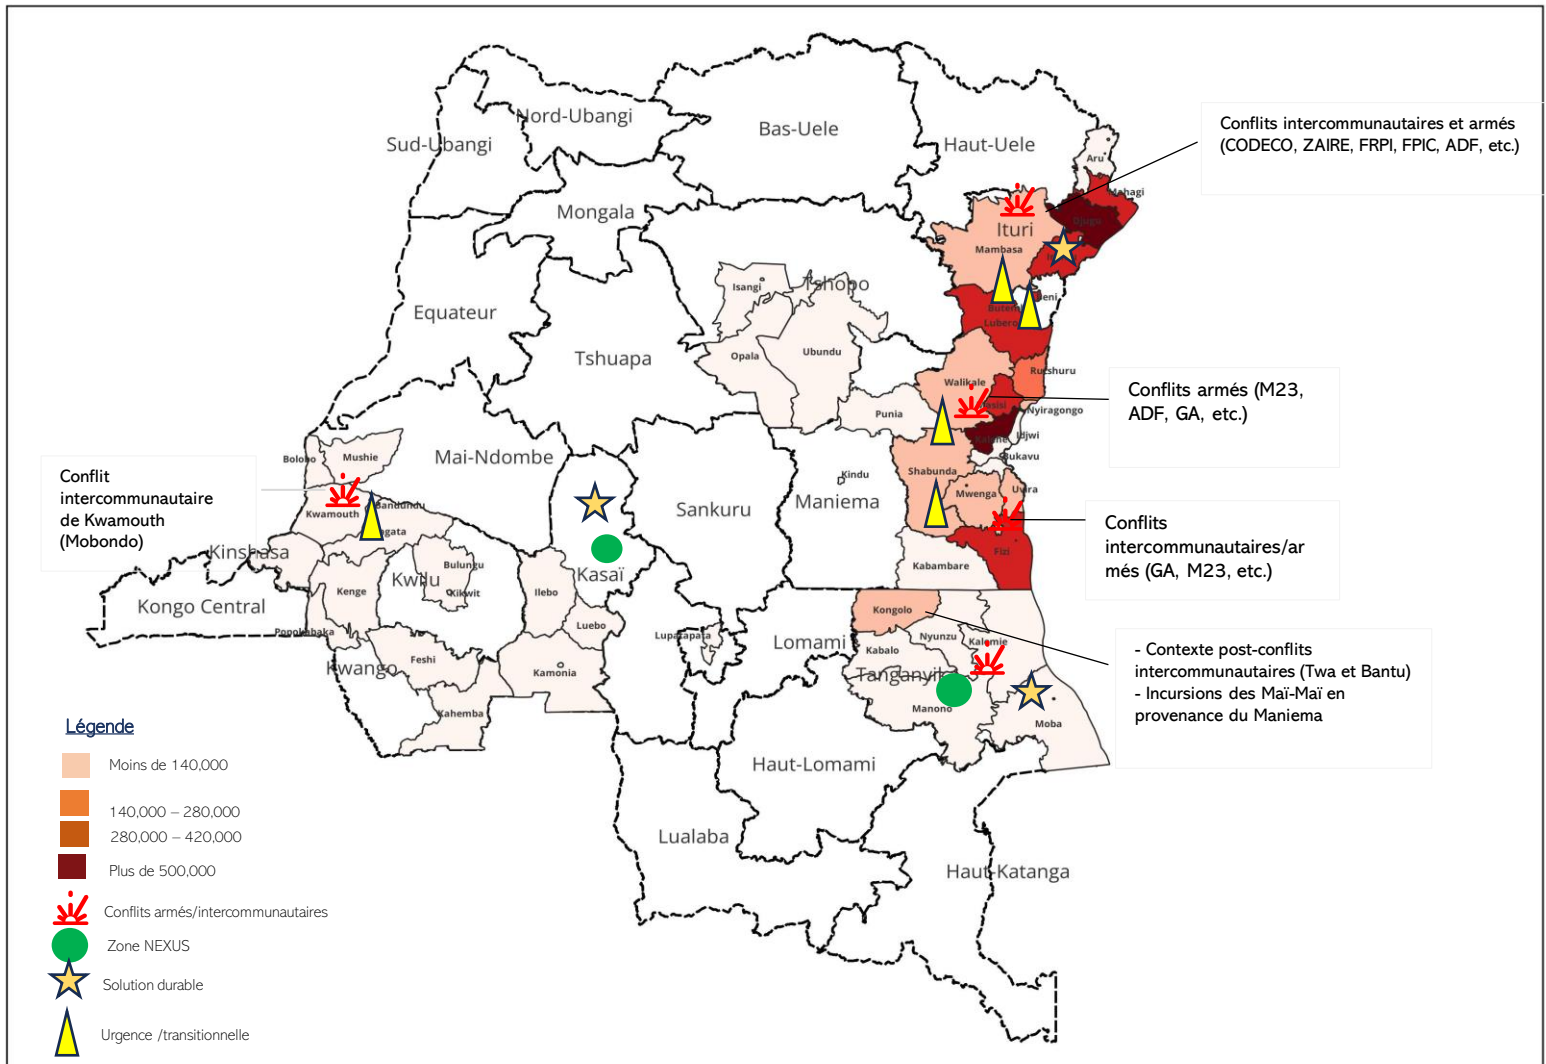 Nord-Ubangi
Bas-Uele
Sud-Ubangi
Haut-Uele
Conflits intercommunautaires et armés
(CODECO, ZAIRE, FRPI, FPIC, ADF, etc.)
Aru
Mahagi
Djugu
Mongala
Ituri
Mambasa
Isangi
Tshopo
Beni
Equateur
Lubero
Tshuapa
Opala
Ubundu
Rutshuru
Walikale
Masisi
Nyiragongo
Punia
Kalehe
Idjwi
Bukavu
Conflits armés (M23,
ADF, GA, etc.)
Bolobo
Mushie
Mai-Ndombe
Shabunda
Kindu
Maniema
Mwenga
Uvira
Conflit
intercommunautaire
de Kwamouth
(Mobondo)
Kwamouth
Bandundu
Sankuru
Fizi
Kabambare
Conflits
intercommunautaires/ar
més (GA, M23, etc.)
Kinshasa
Kongo Central
Kenge
Kwilu
Bulungu
Kikwit
Kasaï
Ilebo
Luebo
Popokabaka
Lupatapata
Lomami
Kongolo
Nyunzu
Kalemie
Kabalo
Kwango
Feshi
Kamonia
Tanganyika
Manono
Moba
- Contexte post-conflits
intercommunautaires (Twa et Bantu)
- Incursions des Maï-Maï en
provenance du Maniema
Kahemba
Haut-Lomami
Lualaba
Haut-Katanga
Légende
Moins de 140,000
140,000 – 280,000
280,000 – 420,000
Plus de 500,000
Conflits armés/intercommunautaires
Zone NEXUS
Solution durable
Urgence /transitionnelle